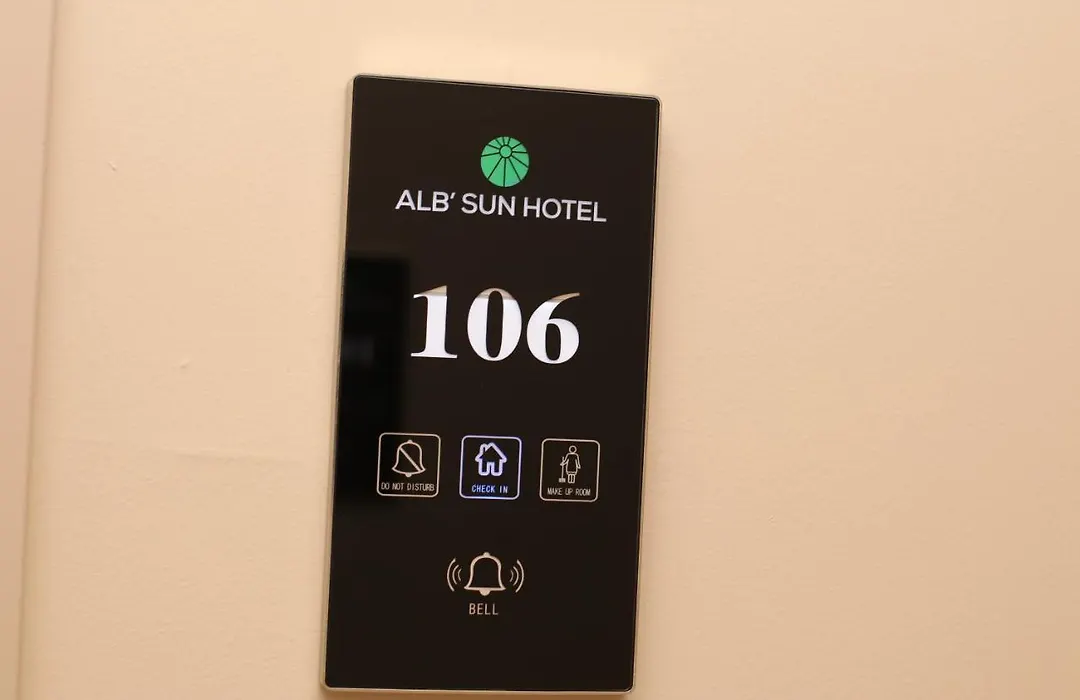 ALB' SUN HOTEL
106
DO NOT DISTURB
CHECK IN
MAKE UP ROOM
BELL